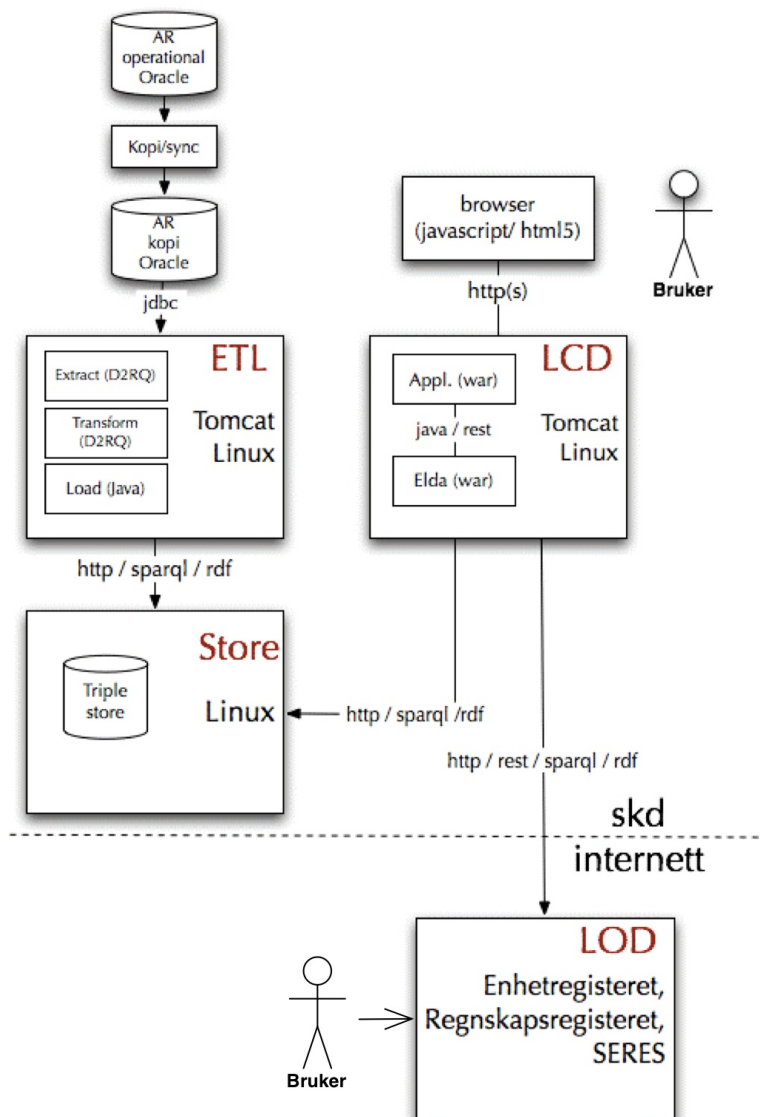 AR
operational
Oracle
Kopi/sync
AR
kopi
Oracle
jdbc
ETL
Extract (D2RQ)
Transform
(D2RQ)
Load (Java)
Tomcat
Linux
http / sparql / rdf
Store
Triple
store
Linux
browser
(javascript/ html5)
Bruker
http(s)
LCD
Appl. (war)
java / rest
Elda (war)
Tomcat
Linux
http / sparql /rdf
http / rest / sparql / rdf
skd
internett
LOD
Enhetregisteret,
Regnskapsregisteret,
SERES
Bruker